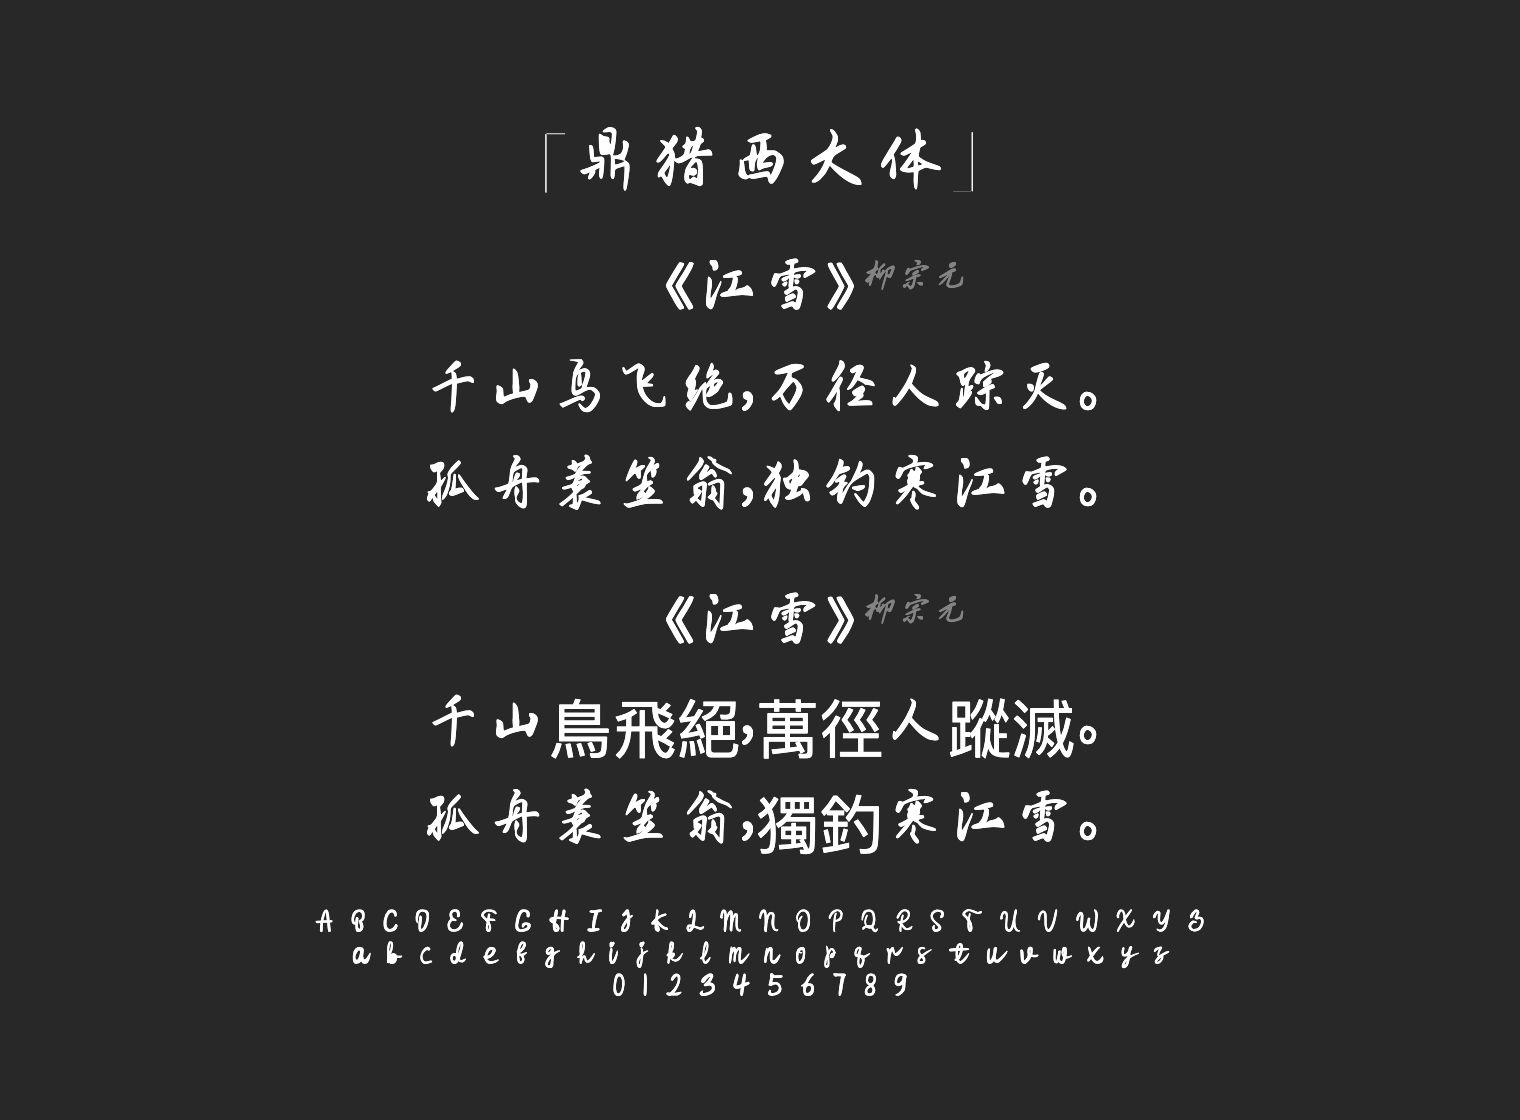 「鼎猎西大体」
《江雪》柳宗元
千山鸟飞绝,万径人踪灭。
孤舟蓑笠翁,独钓寒江雪。
《江雪》柳宗元
千山鳥飛絕,萬徑人蹤滅。
孤舟蓑笠翁,獨釣寒江雪。
A B C D E F G H I J K L M N O P Q R S T U V W X Y Z
a b c d e f g h i j k l m n o p q r s t u v w x y z
0 1 2 3 4 5 6 7 8 9